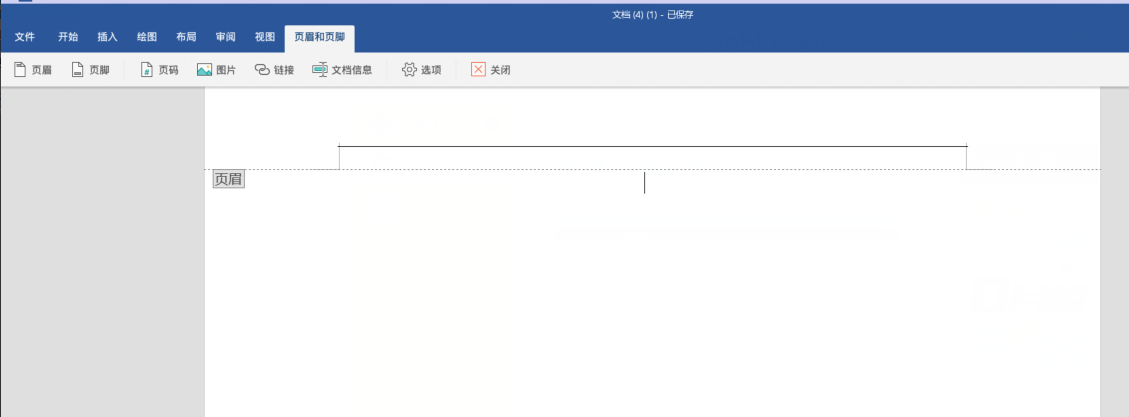 文档 (4) (1) - 已保存
文件 开始 插入 绘图 布局 审阅 视图 页眉和页脚
页眉 页脚 页码 图片 链接 文档信息 选项 关闭
页眉